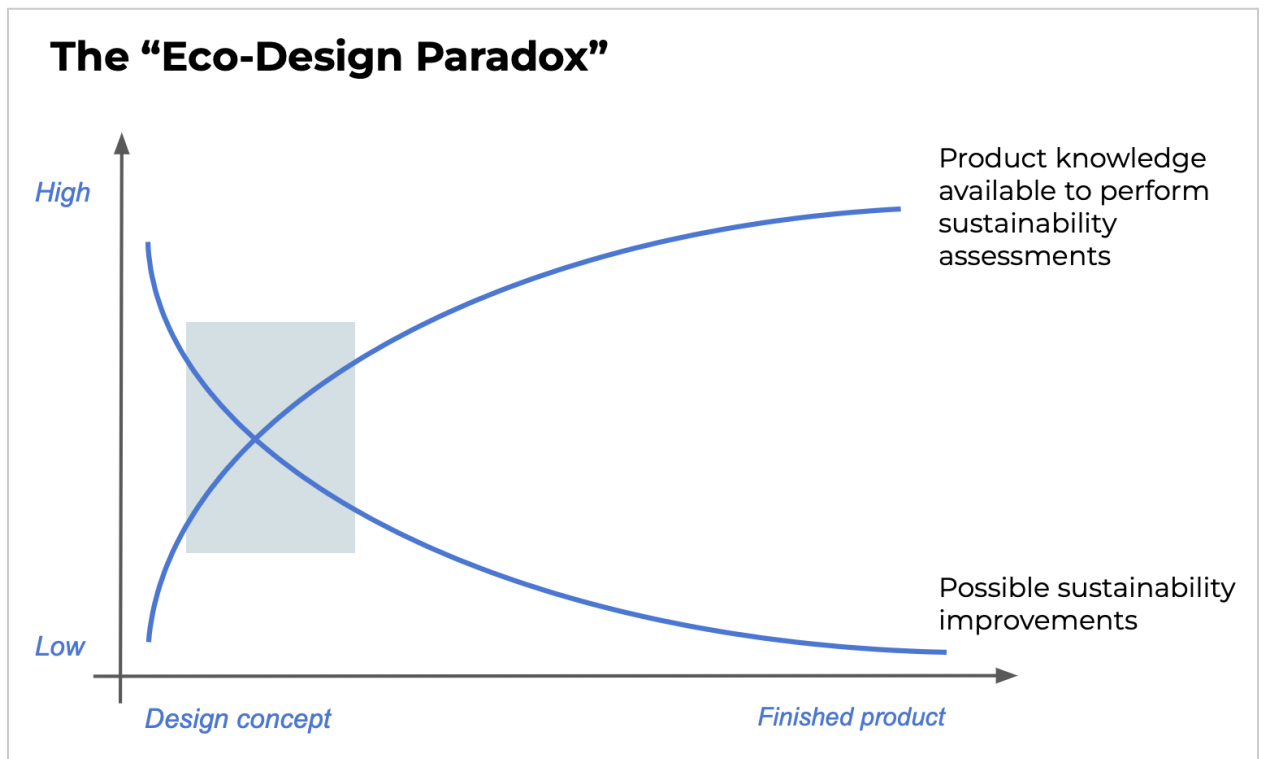 The “Eco-Design Paradox”
High
Product knowledge
available to perform
sustainability
assessments
Possible sustainability
improvements
Low
Design concept
Finished product